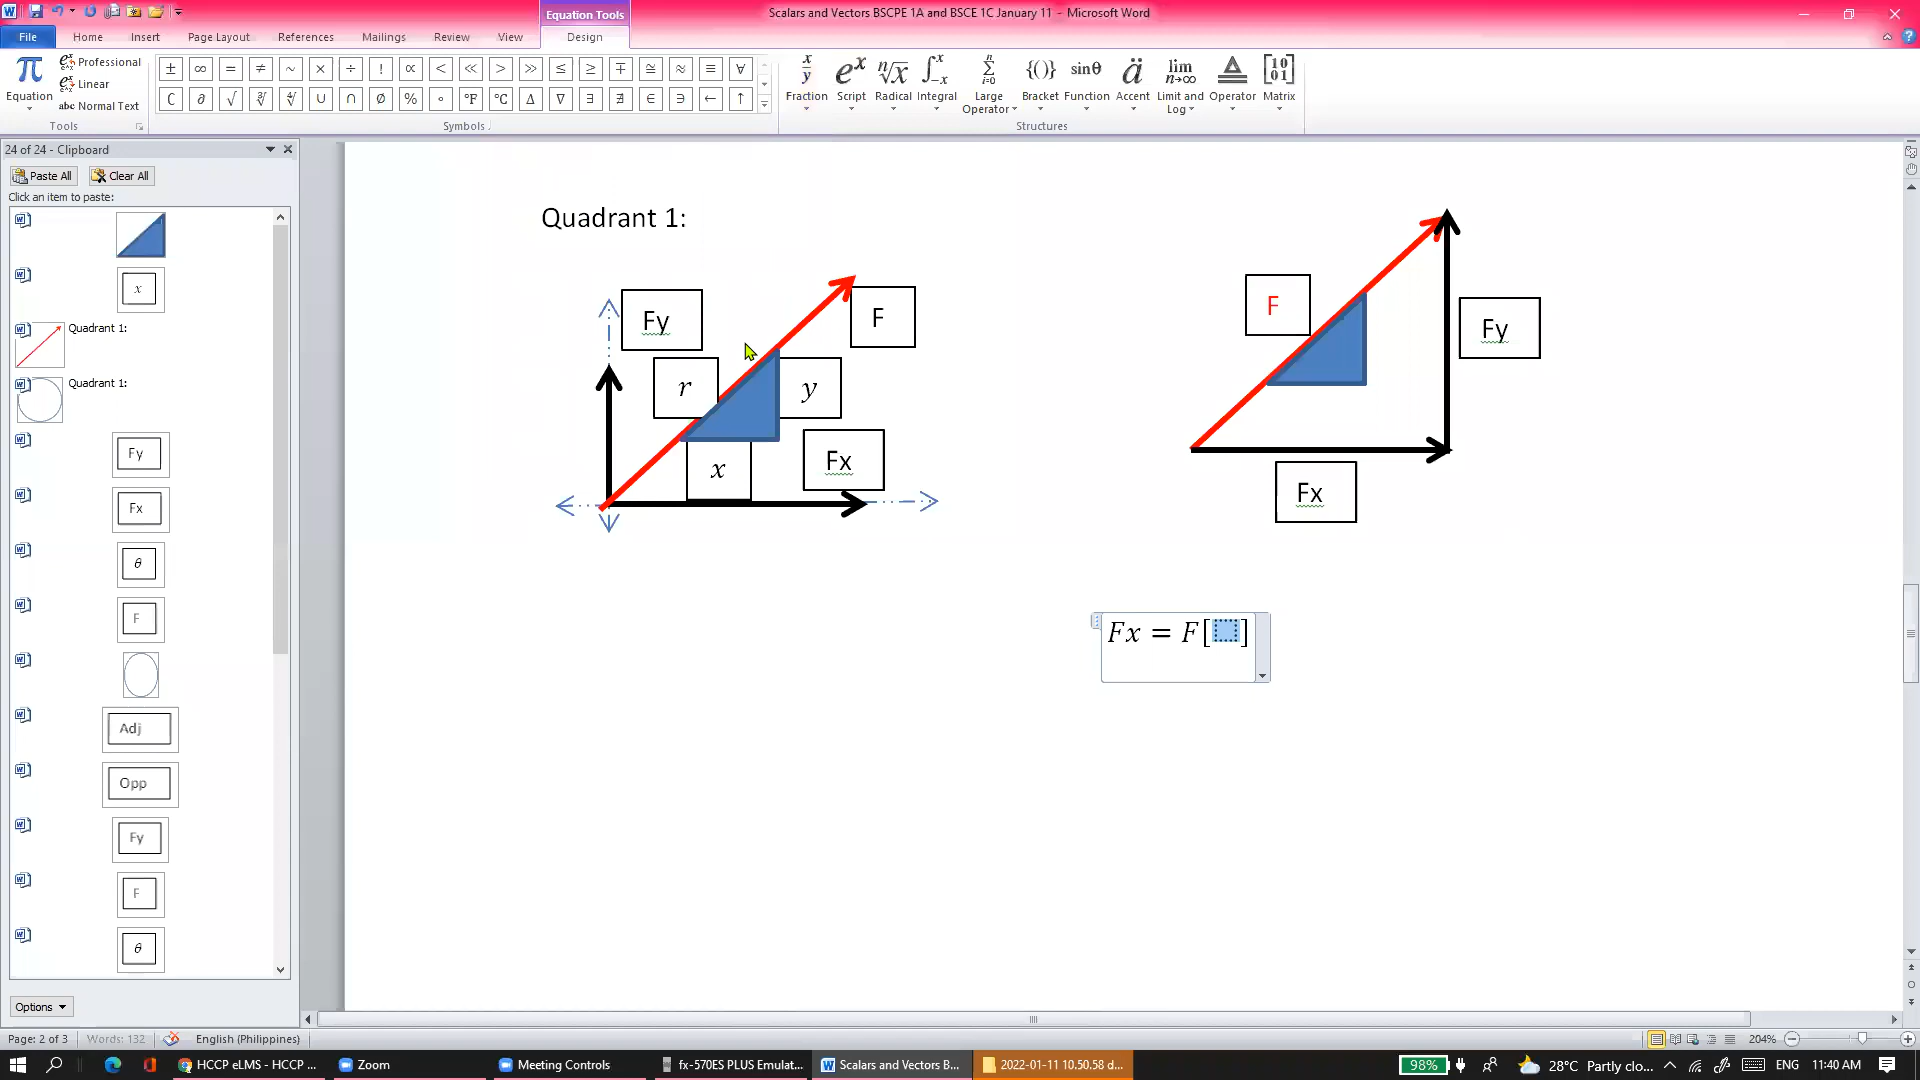 Scalars and Vectors BSCPE 1A and BSCE 1C January 11 - Microsoft Word
Equation Tools
File Home Insert Page Layout References Mailings Review View Design
π Equation
Professional
Linear
abc Normal Text
Tools
± ∞ = ≠ ~ × ÷ ! ∝ < ≪ > ≫ ≤ ≥ ∓ ≅ ≈ ≡ ∀
∁ ∂ √ ∛ ∜ ∪ ∩ ∅ % ° °F °C ∆ ∇ ∃ ∄ ∈ ∋ ← ↑
Symbols
Fraction Script Radical Integral Large Operator Bracket Function Accent Limit and Log Operator Matrix
Structures
24 of 24 - Clipboard
Paste All Clear All
Click an item to paste:
x
Quadrant 1:
Quadrant 1:
Fy
Fx
θ
F
Adj
Opp
Fy
F
θ
Options
Quadrant 1:
Fy
F
r
y
x
Fx
F
Fy
Fx
Fx = F[]
Page: 2 of 3 Words: 132 English (Philippines) 204%
HCCP eLMS - HCCP ... Zoom Meeting Controls fx-570ES PLUS Emulat... Scalars and Vectors B... 2022-01-11 10.50.58 d... 98% 28°C Partly clo... ENG 11:40 AM